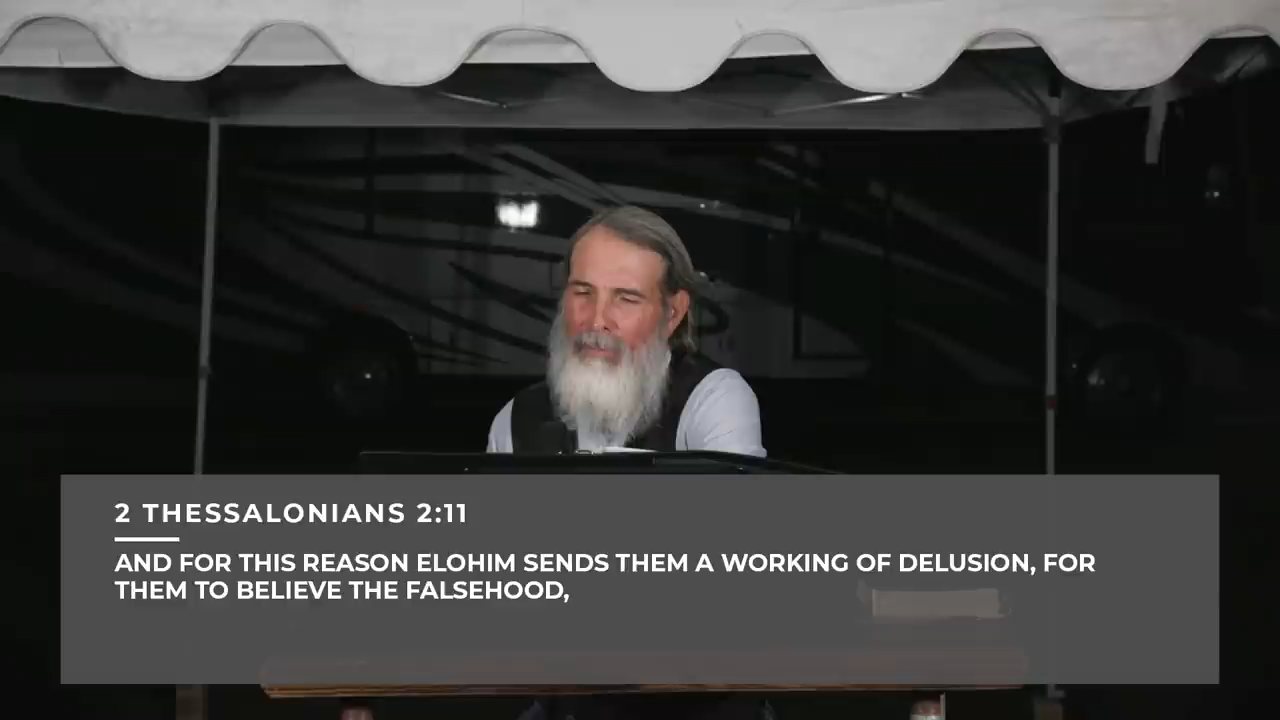 2 THESSALONIANS 2:11
AND FOR THIS REASON ELOHIM SENDS THEM A WORKING OF DELUSION, FOR
THEM TO BELIEVE THE FALSEHOOD,